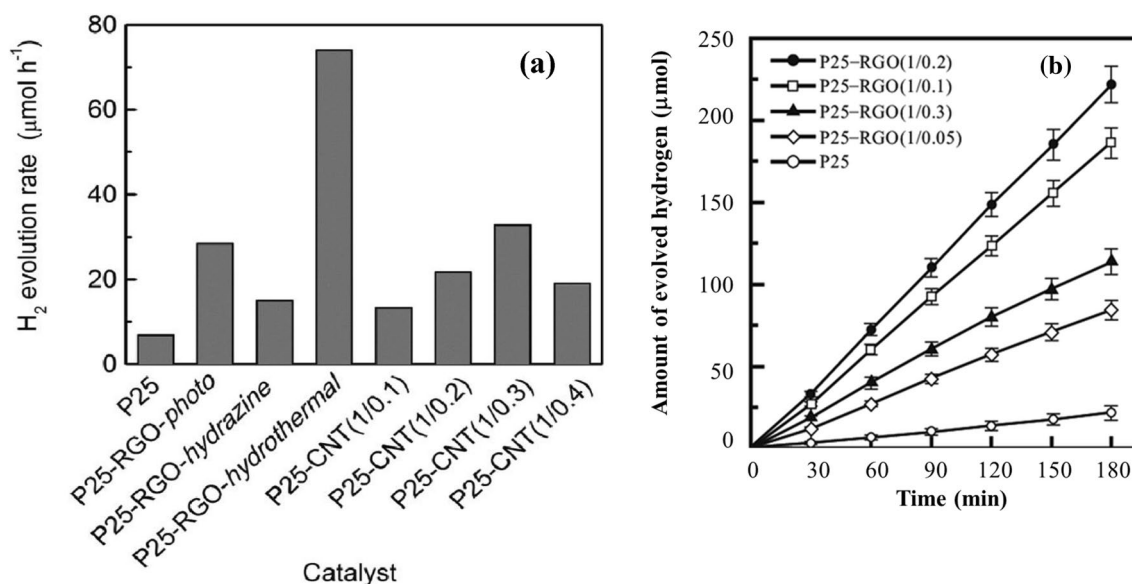 (a)
H2 evolution rate (μmol h-1)
80
60
40
20
0
P25
P25-RGO-photo
P25-RGO-hydrazine
P25-RGO-hydrothermal
P25-CNT(1/0.1)
P25-CNT(1/0.2)
P25-CNT(1/0.3)
P25-CNT(1/0.4)
Catalyst
(b)
Amount of evolved hydrogen (μmol)
250
200
150
100
50
0
P25−RGO(1/0.2)
P25−RGO(1/0.1)
P25−RGO(1/0.3)
P25−RGO(1/0.05)
P25
0 30 60 90 120 150 180
Time (min)